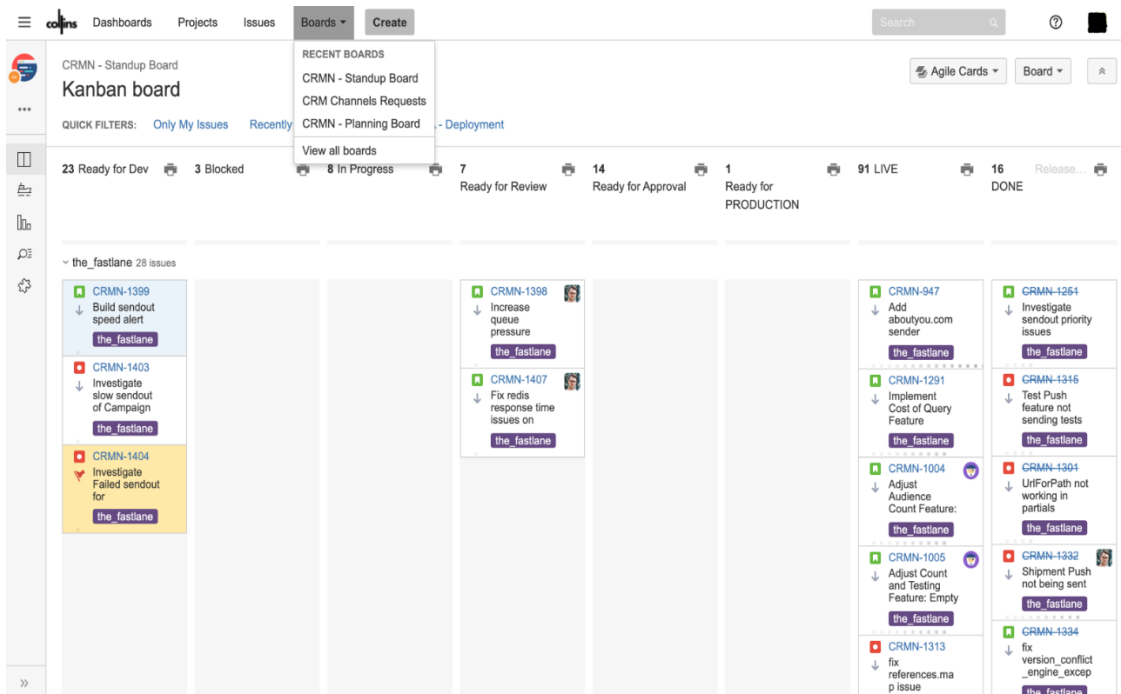 collins Dashboards Projects Issues Boards Create Search
RECENT BOARDS
CRMN - Standup Board
CRM Channels Requests
CRMN - Planning Board
View all boards
CRMN - Standup Board
Kanban board
Agile Cards Board
QUICK FILTERS: Only My Issues Recently - Deployment
23 Ready for Dev
3 Blocked
8 In Progress
7
Ready for Review
14
Ready for Approval
1
Ready for
PRODUCTION
91 LIVE
16 Release...
DONE
the_fastlane 28 issues
CRMN-1399
Build sendout
speed alert
the_fastlane
CRMN-1403
Investigate
slow sendout
of Campaign
the_fastlane
CRMN-1404
Investigate
Failed sendout
for
the_fastlane
CRMN-1398
Increase
queue
pressure
the_fastlane
CRMN-1407
Fix redis
response time
issues on
the_fastlane
CRMN-947
Add
aboutyou.com
sender
the_fastlane
CRMN-1291
Implement
Cost of Query
Feature
the_fastlane
CRMN-1004
Adjust
Audience
Count Feature:
the_fastlane
CRMN-1005
Adjust Count
and Testing
Feature: Empty
the_fastlane
CRMN-1313
fix
references.ma
p issue
CRMN-1251
Investigate
sendout priority
issues
the_fastlane
CRMN-1315
Test Push
feature not
sending tests
the_fastlane
CRMN-1301
UrlForPath not
working in
partials
the_fastlane
CRMN-1332
Shipment Push
not being sent
the_fastlane
CRMN-1334
fix
version_conflict
_engine_excep
the_fastlane